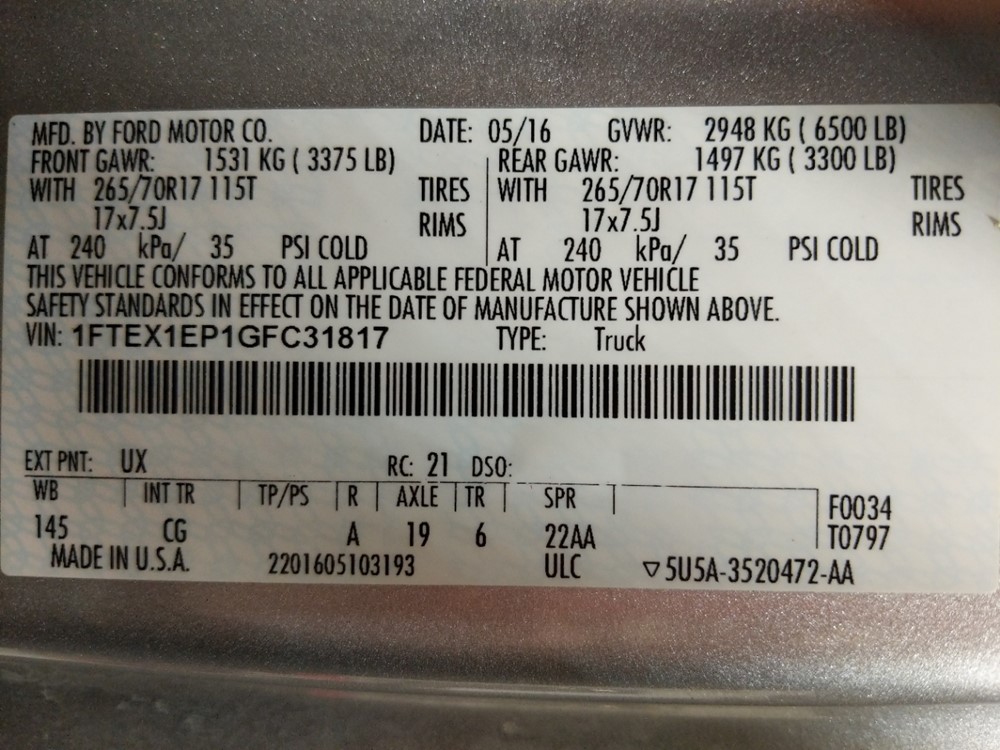 MFD. BY FORD MOTOR CO. DATE: 05/16 GVWR: 2948 KG ( 6500 LB)
FRONT GAWR: 1531 KG ( 3375 LB) REAR GAWR: 1497 KG ( 3300 LB)
WITH 265/70R17 115T TIRES WITH 265/70R17 115T TIRES
17x7.5J RIMS 17x7.5J RIMS
AT 240 kPa/ 35 PSI COLD AT 240 kPa/ 35 PSI COLD
THIS VEHICLE CONFORMS TO ALL APPLICABLE FEDERAL MOTOR VEHICLE
SAFETY STANDARDS IN EFFECT ON THE DATE OF MANUFACTURE SHOWN ABOVE.
VIN: 1FTEX1EP1GFC31817 TYPE: Truck
EXT PNT: UX RC: 21 DSO:
WB INT TR TP/PS R AXLE TR SPR F0034
145 CG A 19 6 22AA T0797
MADE IN U.S.A. 2201605103193 ULC ▽5U5A-3520472-AA